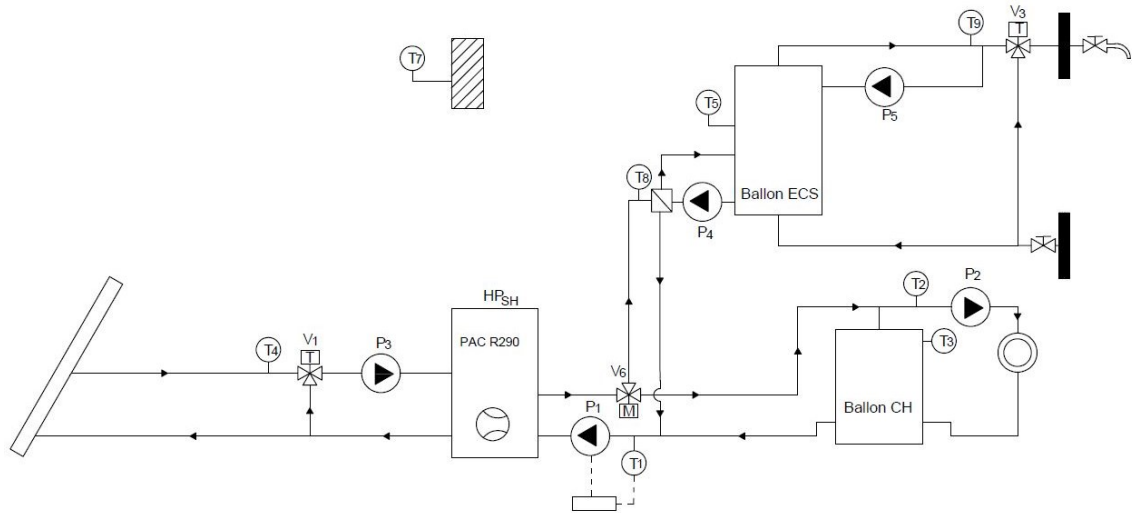 V3
T
T9
T7
P5
T5
T8
Ballon ECS
P4
HPSH
P2
T2
V1
T
P3
T4
PAC R290
T3
V6
M
P1
Ballon CH
T1